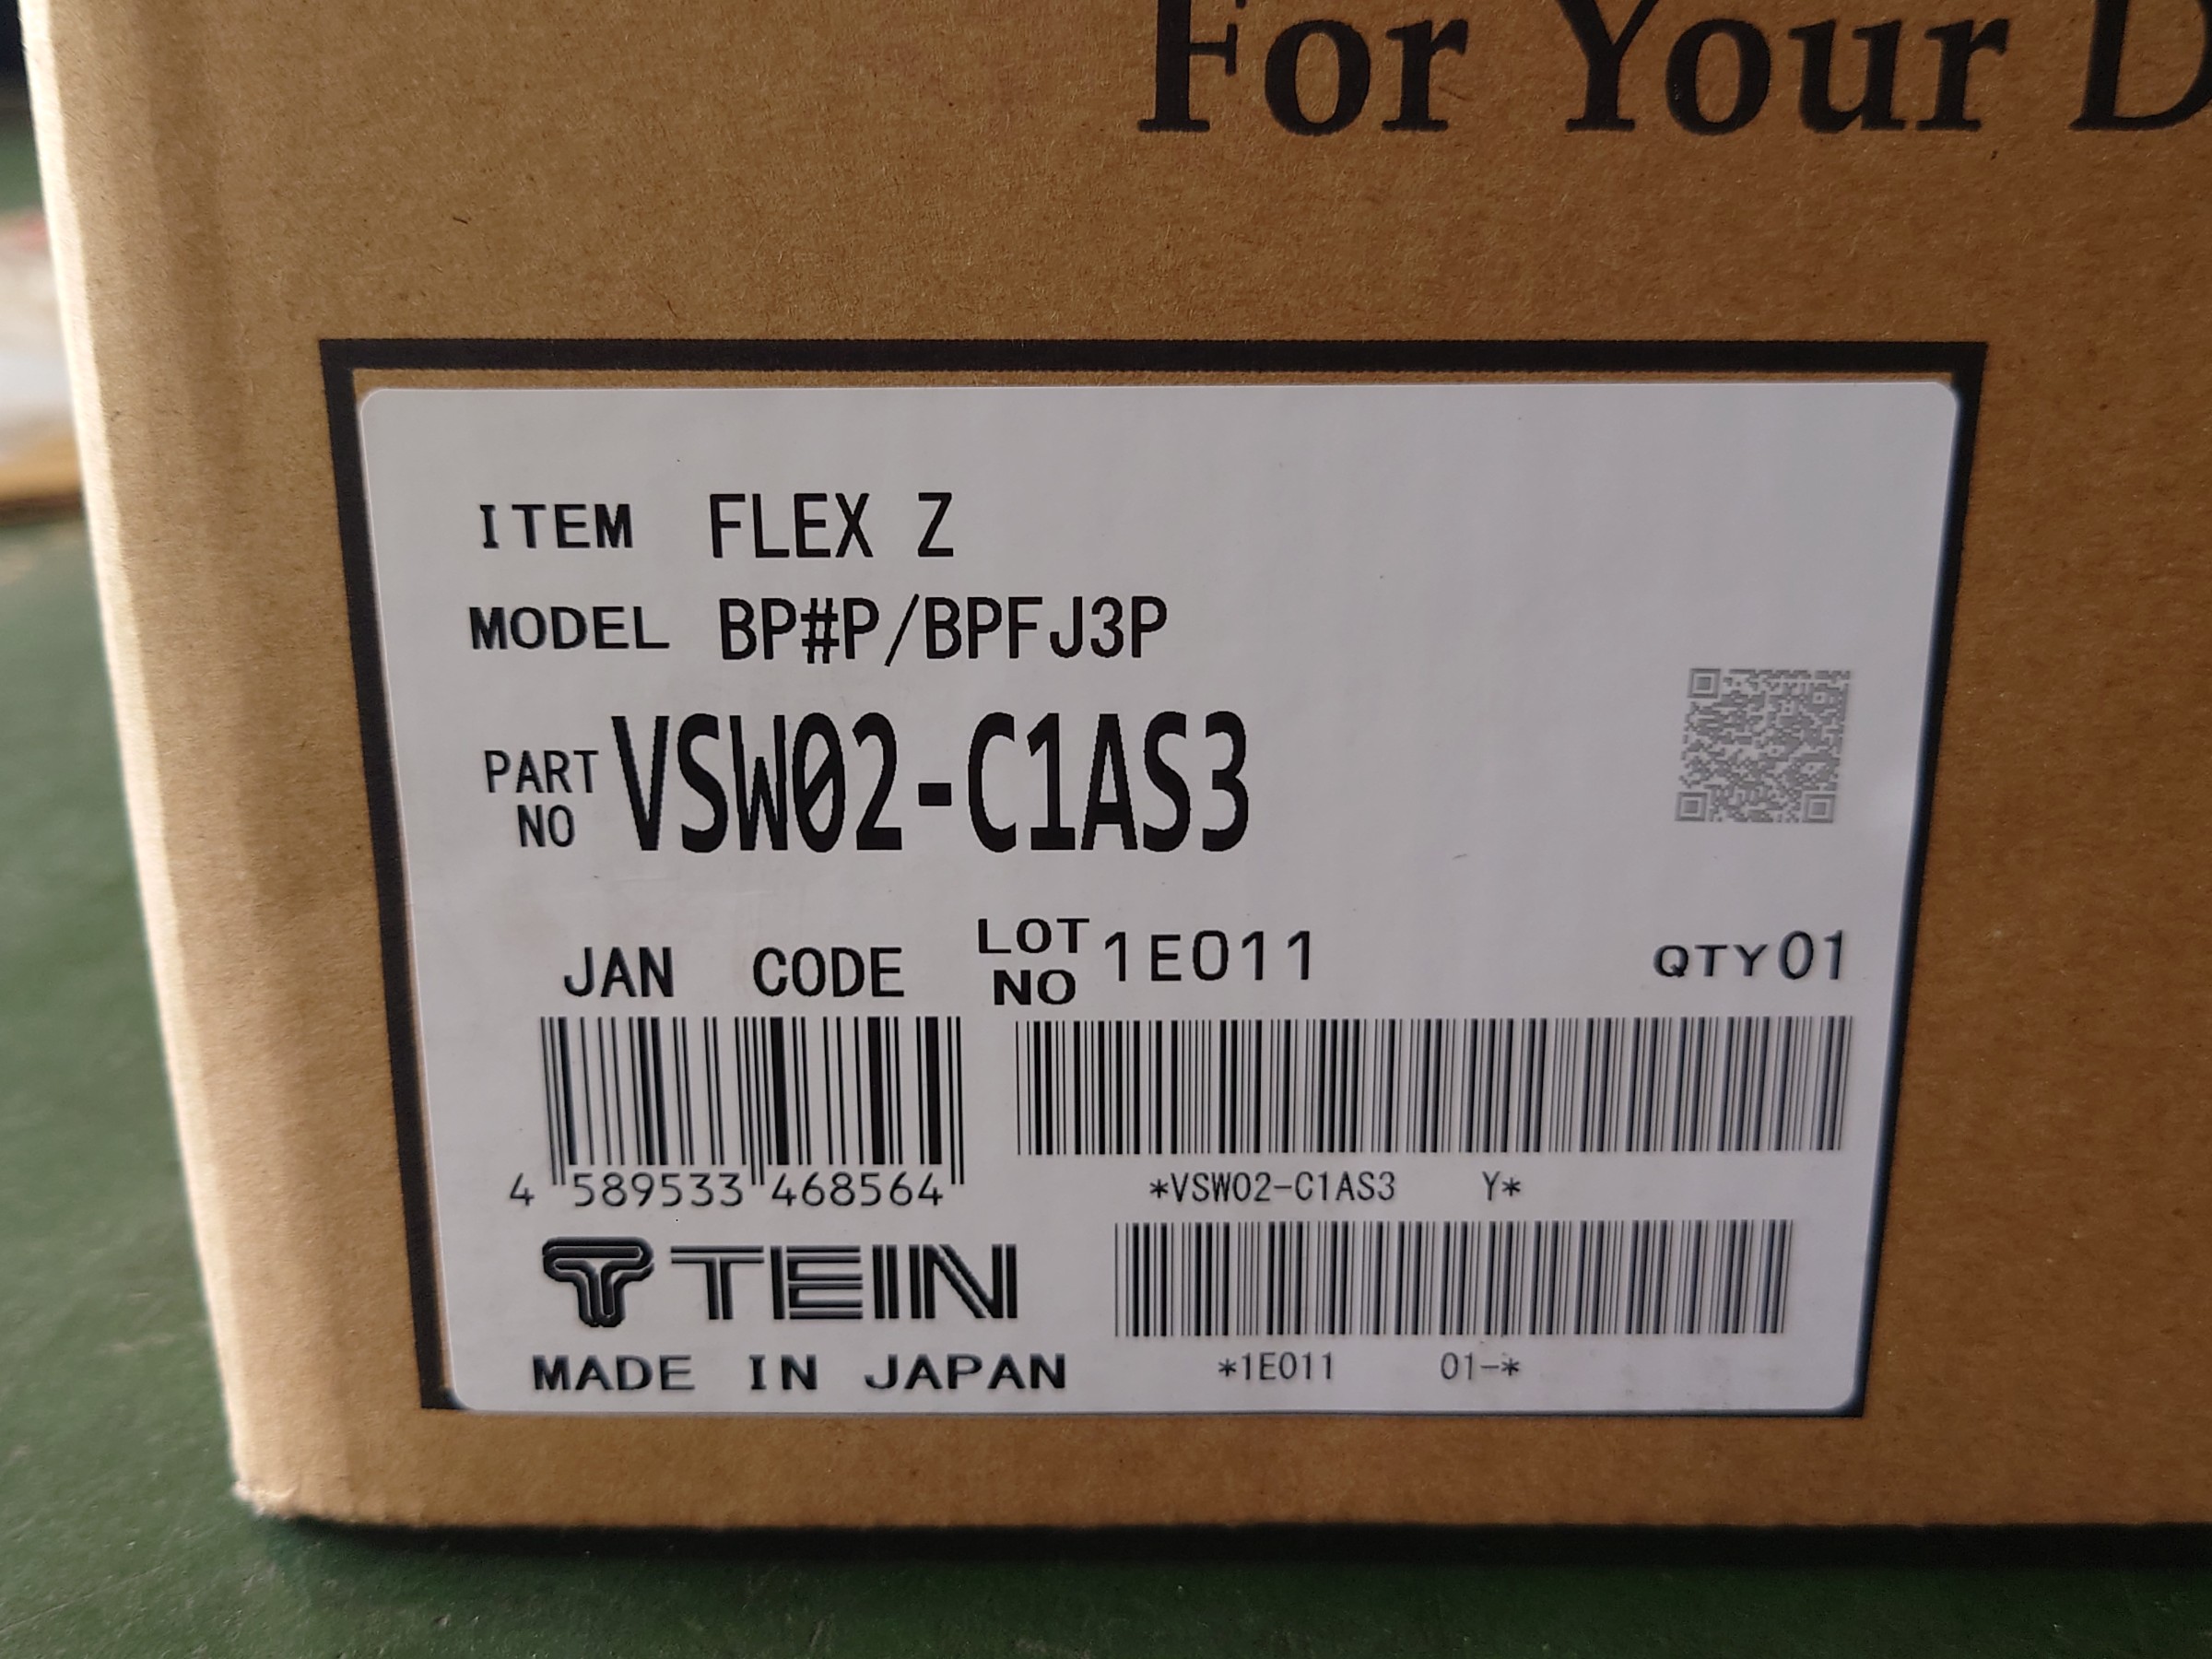 For Your D
ITEM FLEX Z
MODEL BP#P/BPFJ3P
PART NO VSW02-C1AS3
JAN CODE LOT NO 1E011 QTY01
4 589533 468564
*VSW02-C1AS3 Y*
TEIN
MADE IN JAPAN *1E011 01-*